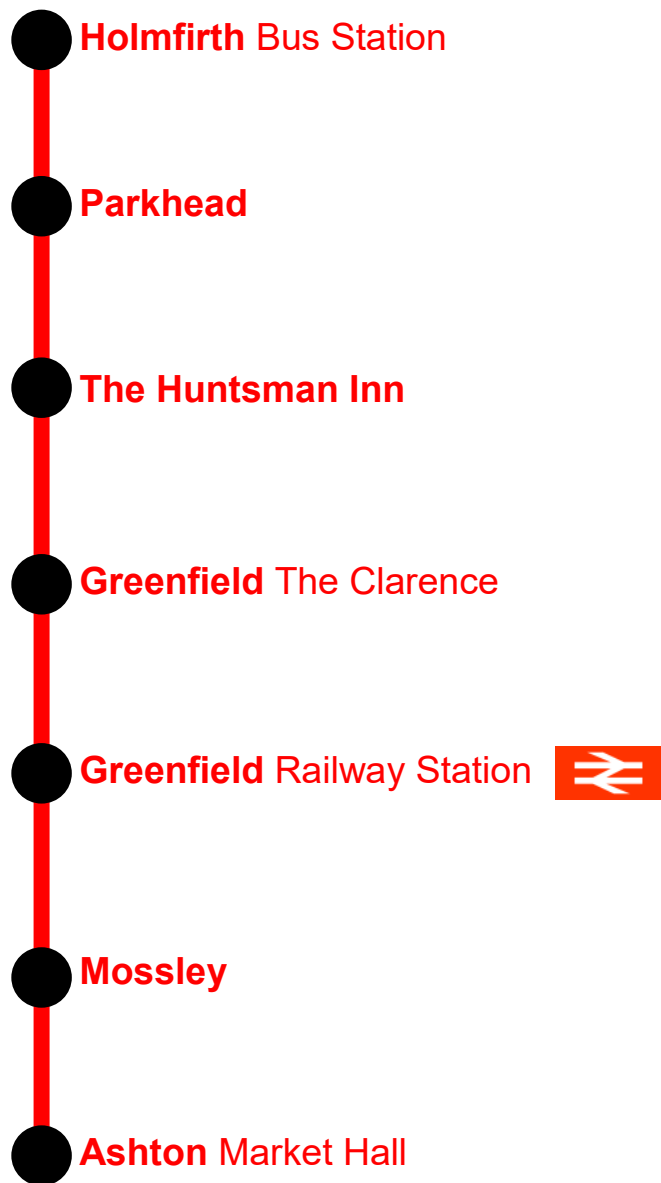 Holmfirth Bus Station
Parkhead
The Huntsman Inn
Greenfield The Clarence
Greenfield Railway Station
Mossley
Ashton Market Hall